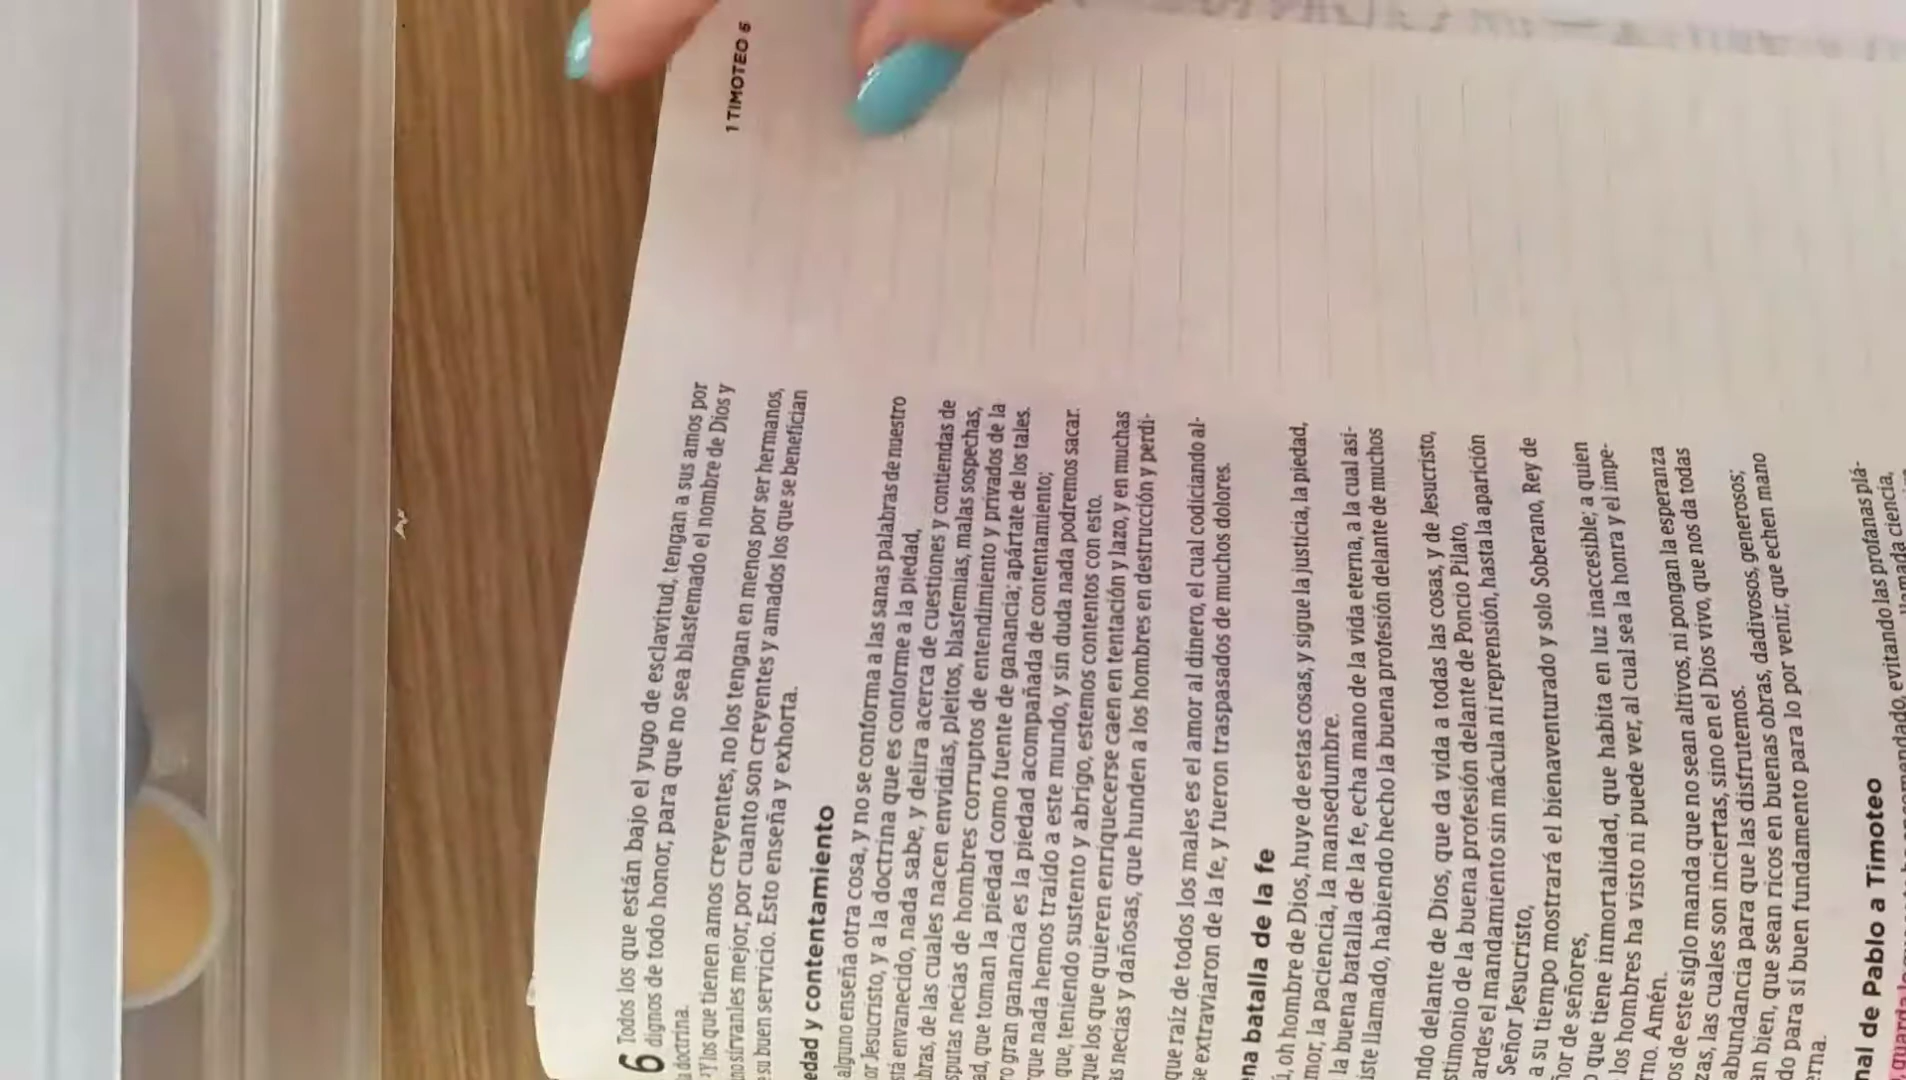 1 TIMOTEO 6
6 Todos los que están bajo el yugo de esclavitud, tengan a sus amos por
dignos de todo honor, para que no sea blasfemado el nombre de Dios y
doctrina.
2 Y los que tienen amos creyentes, no los tengan en menos por ser hermanos,
sino sírvanles mejor, por cuanto son creyentes y amados los que se benefician
su buen servicio. Esto enseña y exhorta.
edad y contentamiento
alguno enseña otra cosa, y no se conforma a las sanas palabras de nuestro
or Jesucristo, y a la doctrina que es conforme a la piedad,
tá envanecido, nada sabe, y delira acerca de cuestiones y contiendas de
bras, de las cuales nacen envidias, pleitos, blasfemias, malas sospechas,
sputas necias de hombres corruptos de entendimiento y privados de la
ad, que toman la piedad como fuente de ganancia; apártate de los tales.
o gran ganancia es la piedad acompañada de contentamiento;
que nada hemos traído a este mundo, y sin duda nada podremos sacar.
que, teniendo sustento y abrigo, estemos contentos con esto.
que los que quieren enriquecerse caen en tentación y lazo, y en muchas
s necias y dañosas, que hunden a los hombres en destrucción y perdi-
que raíz de todos los males es el amor al dinero, el cual codiciando al-
se extraviaron de la fe, y fueron traspasados de muchos dolores.
na batalla de la fe
ú, oh hombre de Dios, huye de estas cosas, y sigue la justicia, la piedad,
mor, la paciencia, la mansedumbre.
la buena batalla de la fe, echa mano de la vida eterna, a la cual asi-
iste llamado, habiendo hecho la buena profesión delante de muchos
ndo delante de Dios, que da vida a todas las cosas, y de Jesucristo,
stimonio de la buena profesión delante de Poncio Pilato,
ardes el mandamiento sin mácula ni reprensión, hasta la aparición
Señor Jesucristo,
a su tiempo mostrará el bienaventurado y solo Soberano, Rey de
ñor de señores,
o que tiene inmortalidad, que habita en luz inaccesible; a quien
los hombres ha visto ni puede ver, al cual sea la honra y el impe-
rno. Amén.
os de este siglo manda que no sean altivos, ni pongan la esperanza
zas, las cuales son inciertas, sino en el Dios vivo, que nos da todas
abundancia para que las disfrutemos.
an bien, que sean ricos en buenas obras, dadivosos, generosos;
do para sí buen fundamento para lo por venir, que echen mano
erna.
nal de Pablo a Timoteo
evitando las profanas plá-
llamada ciencia,